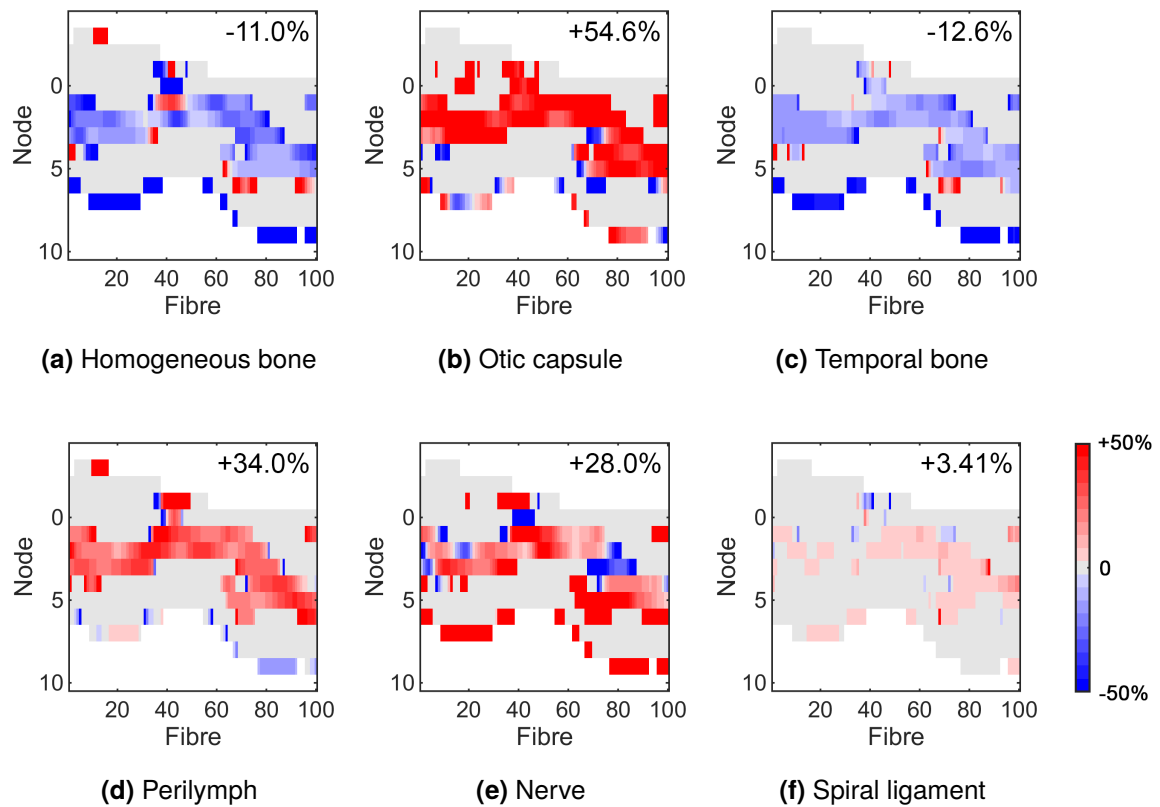 -11.0%
Node
0
5
10
20 40 60 80 100
Fibre
(a) Homogeneous bone
+54.6%
Node
0
5
10
20 40 60 80 100
Fibre
(b) Otic capsule
-12.6%
Node
0
5
10
20 40 60 80 100
Fibre
(c) Temporal bone
+34.0%
Node
0
5
10
20 40 60 80 100
Fibre
(d) Perilymph
+28.0%
Node
0
5
10
20 40 60 80 100
Fibre
(e) Nerve
+3.41%
Node
0
5
10
20 40 60 80 100
Fibre
(f) Spiral ligament
+50%
0
-50%